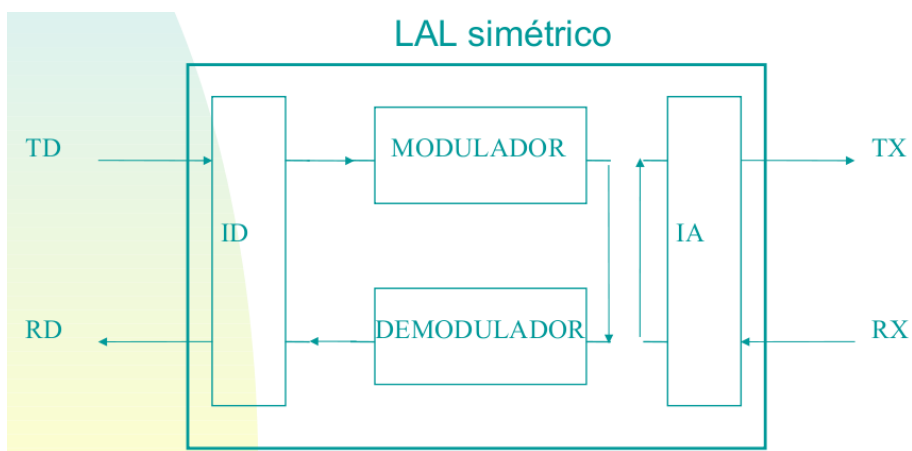 LAL simétrico
TD
MODULADOR
TX
ID
IA
RD
DEMODULADOR
RX